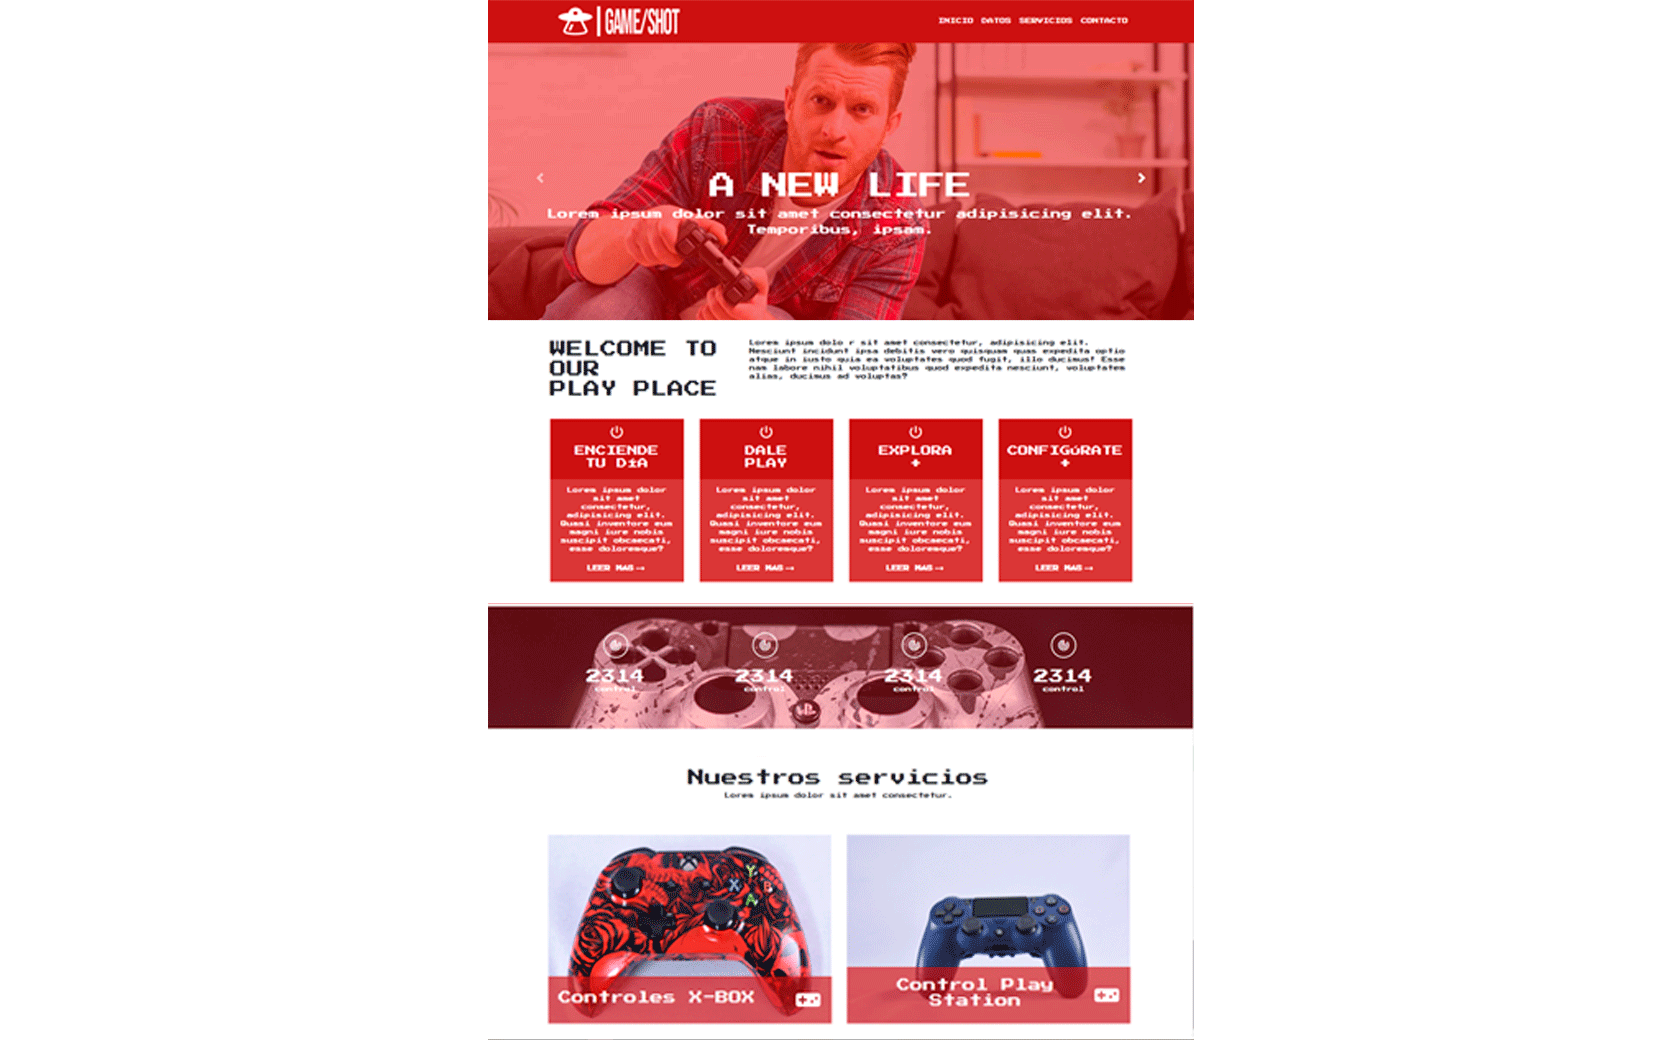 GAME/SHOT
INICIO DATOS SERVICIOS CONTACTO
A NEW LIFE
Lorem ipsum dolor sit amet consectetur adipisicing elit.
Temporibus, ipsam.
WELCOME TO
OUR
PLAY PLACE
Lorem ipsum dolo r sit amet consectetur, adipisicing elit.
Nesciunt incidunt ipsa debitis vero quisquam quas expedita optio
atque in iusto quia ea voluptates quod fugit, illo ducimus? Esse
nam labore nihil voluptatibus quod expedita nesciunt, voluptatem
alias, ducimus ad voluptas?
ENCIENDE
TU DíA
Lorem ipsum dolor
sit amet
consectetur,
adipisicing elit.
Quasi inventore eum
magni iure nobis
suscipit obcaecati,
esse doloremque?
LEER MAS→
DALE
PLAY
Lorem ipsum dolor
sit amet
consectetur,
adipisicing elit.
Quasi inventore eum
magni iure nobis
suscipit obcaecati,
esse doloremque?
LEER MAS→
EXPLORA
+
Lorem ipsum dolor
sit amet
consectetur,
adipisicing elit.
Quasi inventore eum
magni iure nobis
suscipit obcaecati,
esse doloremque?
LEER MAS→
CONFIGúRATE
+
Lorem ipsum dolor
sit amet
consectetur,
adipisicing elit.
Quasi inventore eum
magni iure nobis
suscipit obcaecati,
esse doloremque?
LEER MAS→
2314 2314 2314 2314
control control control control
Nuestros servicios
Lorem ipsum dolor sit amet consectetur.
Y
X B
A
Controles X-BOX
Control Play
Station